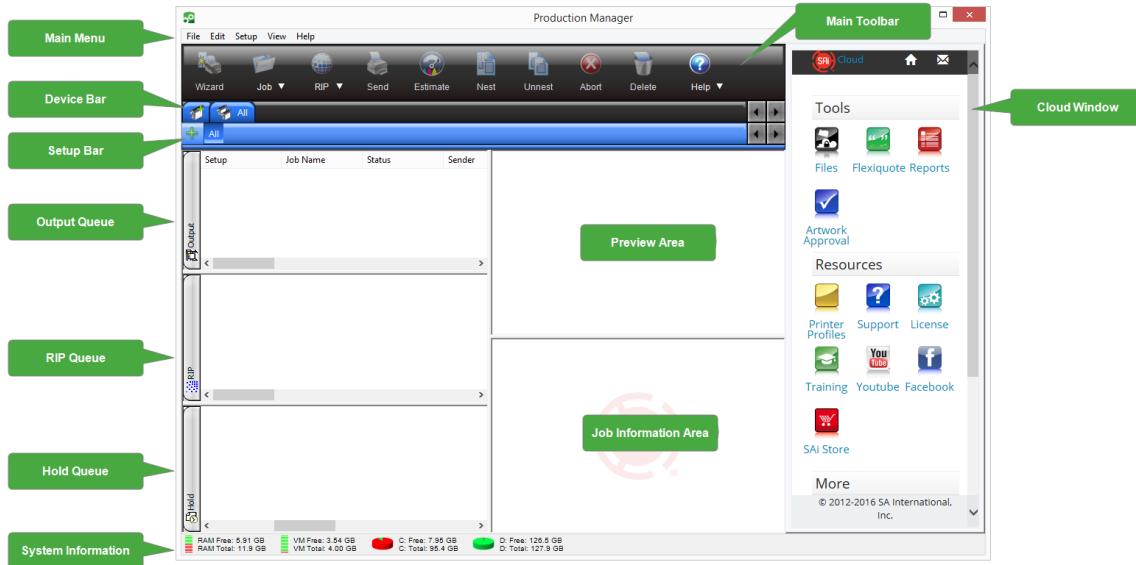 Production Manager
Main Toolbar
Main Menu
File Edit Setup View Help
Wizard Job RIP Send Estimate Nest Unnest Abort Delete Help
Device Bar
All
Setup Bar
All
Setup Job Name Status Sender
Output Queue
Output
Preview Area
RIP Queue
RIP
Job Information Area
Hold Queue
Hold
System Information
RAM Free: 5.91 GB
RAM Total: 11.9 GB
VM Free: 3.54 GB
VM Total: 4.00 GB
C: Free: 7.95 GB
C: Total: 95.4 GB
D: Free: 126.5 GB
D: Total: 127.9 GB
Cloud Window
SAi Cloud
Tools
Files Flexiquote Reports
Artwork
Approval
Resources
Printer
Profiles
Support License
You
Tube
Training Youtube Facebook
SAi Store
More
© 2012-2016 SA International,
Inc.